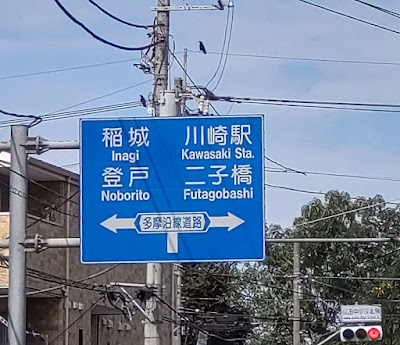 稲城
Inagi
登戸
Noborito
川崎駅
Kawasaki Sta.
二子橋
Futagobashi
多摩沿線道路